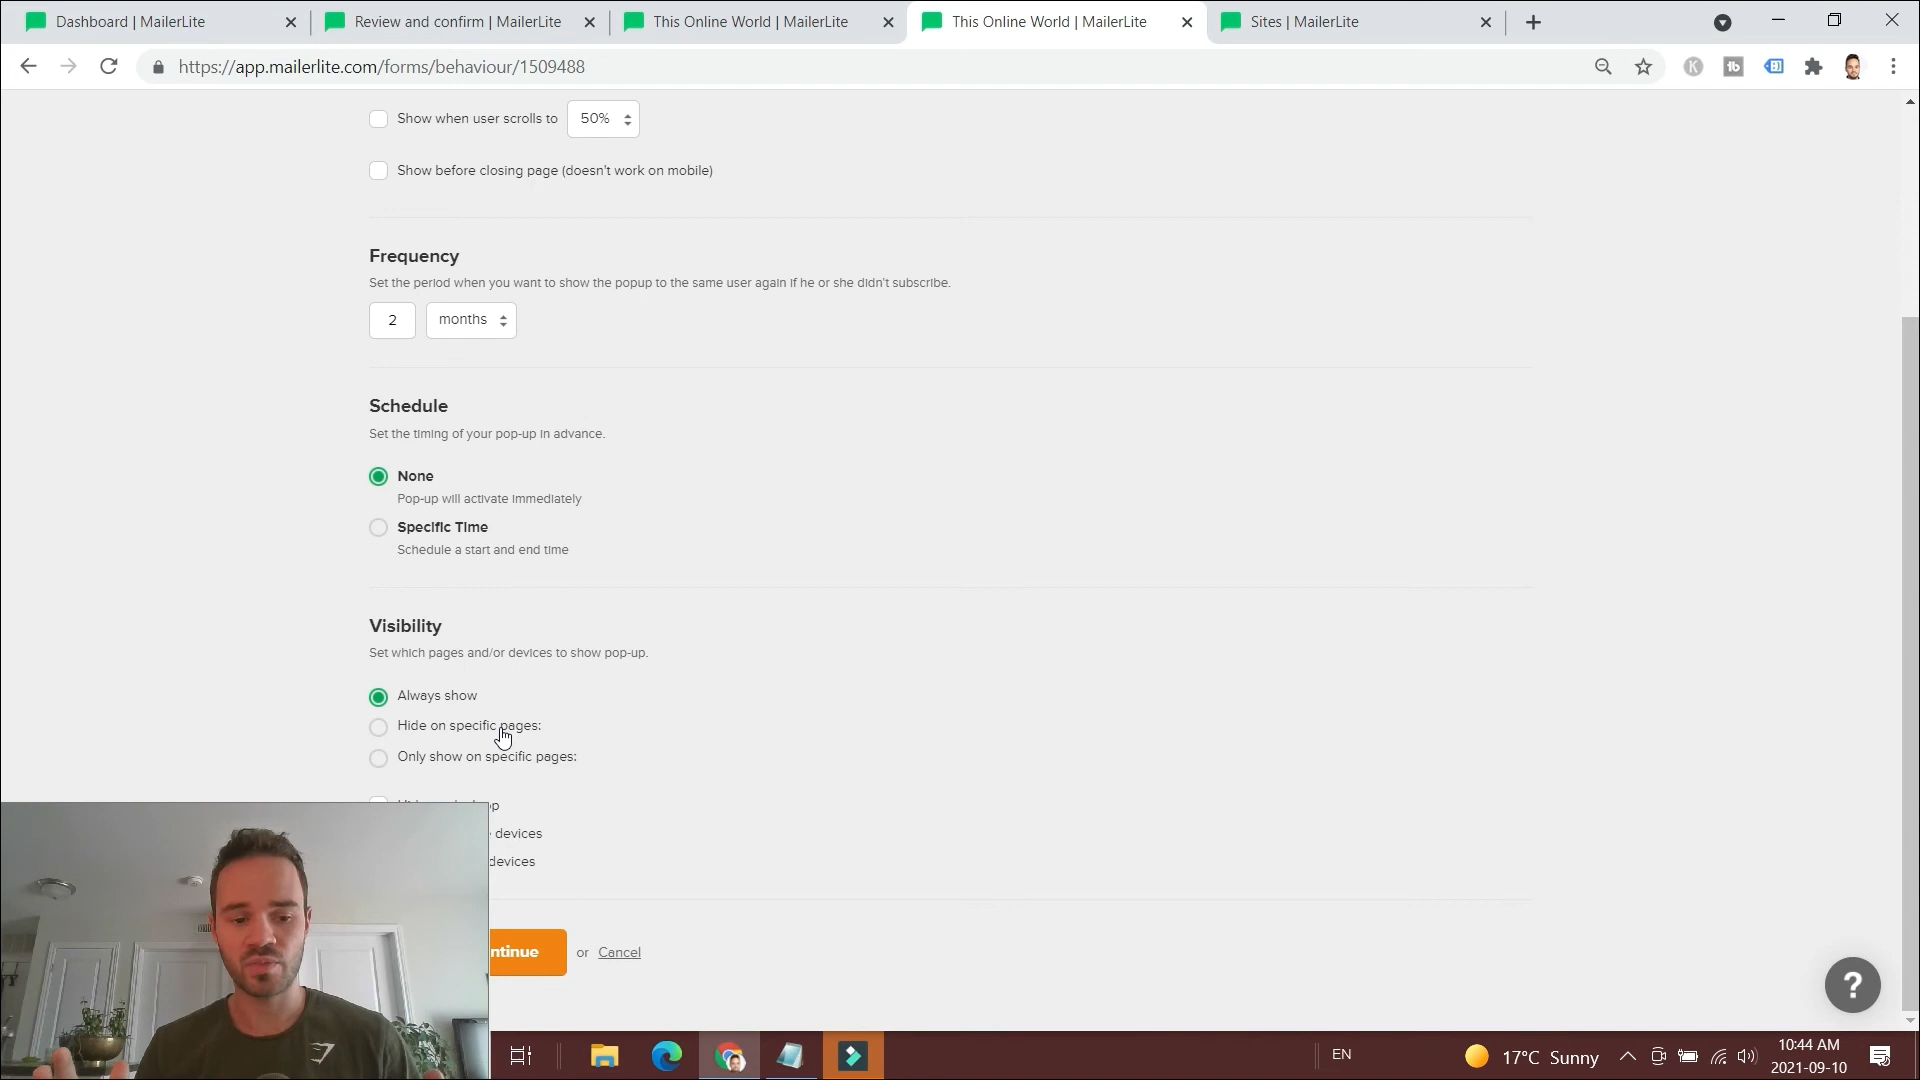 Dashboard | MailerLite
Review and confirm | MailerLite
This Online World | MailerLite
This Online World | MailerLite
Sites | MailerLite
https://app.mailerlite.com/forms/behaviour/1509488
Show when user scrolls to 50%
Show before closing page (doesn't work on mobile)
Frequency
Set the period when you want to show the popup to the same user again if he or she didn't subscribe.
2 months
Schedule
Set the timing of your pop-up in advance.
None
Pop-up will activate immediately
Specific Time
Schedule a start and end time
Visibility
Set which pages and/or devices to show pop-up.
Always show
Hide on specific pages:
Only show on specific pages:
devices
devices
ntinue or Cancel
?
EN
17°C Sunny
10:44 AM
2021-09-10